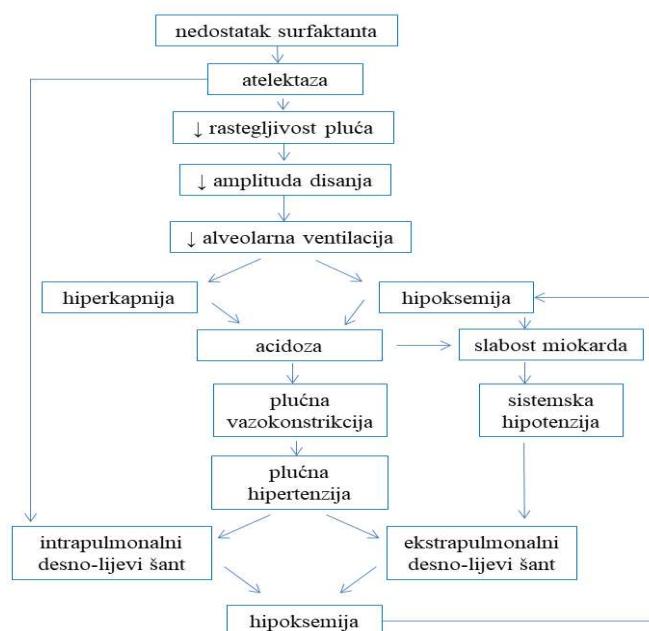 nedostatak surfaktanta
atelektaza
↓ rastegljivost pluća
↓ amplituda disanja
↓ alveolarna ventilacija
hiperkapnija
hipoksemija
acidoza
slabost miokarda
plućna
vazokonstrikcija
sistemska
hipotenzija
plućna
hipertenzija
intrapulmonalni
desno-lijevi šant
ekstrapulmonalni
desno-lijevi šant
hipoksemija